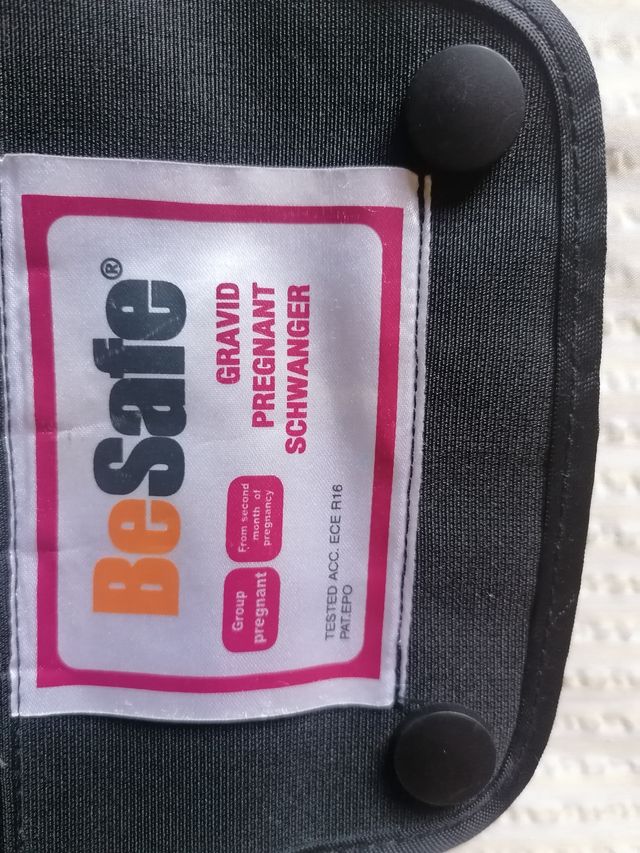 BeSafe®
Group
pregnant
From second
month of
pregnancy
GRAVID
PREGNANT
SCHWANGER
TESTED ACC. ECE R16
PAT.EPO